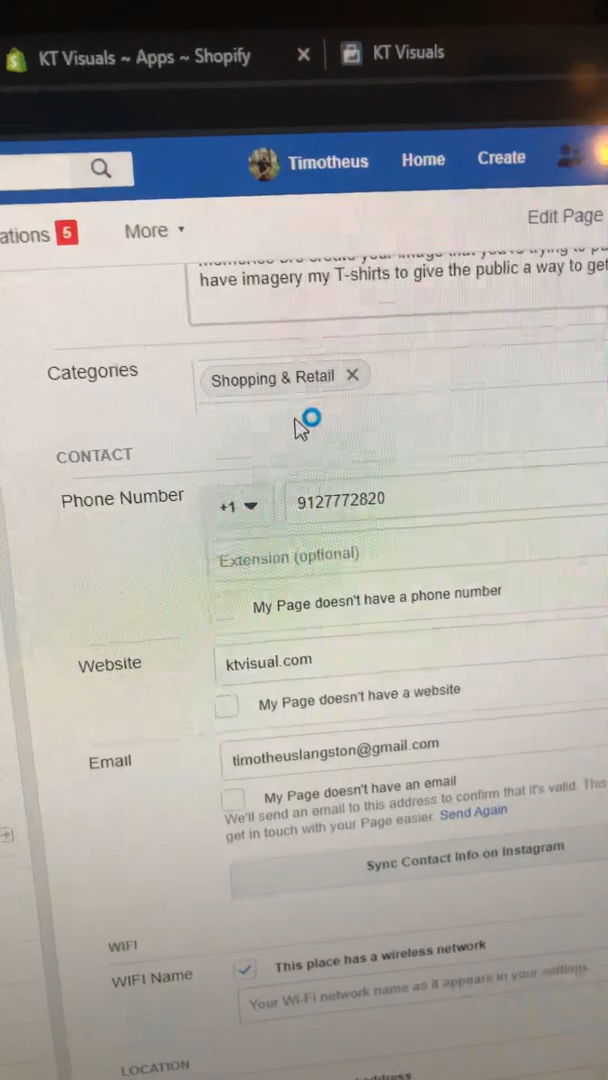 KT Visuals ~ Apps ~ Shopify
KT Visuals
Timotheus Home Create
ations 5 More Edit Page
have imagery my T-shirts to give the public a way to get
Categories Shopping & Retail
CONTACT
Phone Number +1 9127772820
Extension (optional)
My Page doesn't have a phone number
Website ktvisual.com
My Page doesn't have a website
Email timotheuslangston@gmail.com
My Page doesn't have an email
We'll send an email to this address to confirm that it's valid. This
get in touch with your Page easier. Send Again
Sync Contact Info on Instagram
WIFI
WIFI Name This place has a wireless network
Your Wi-Fi network name as it appears in your settings.
LOCATION
address